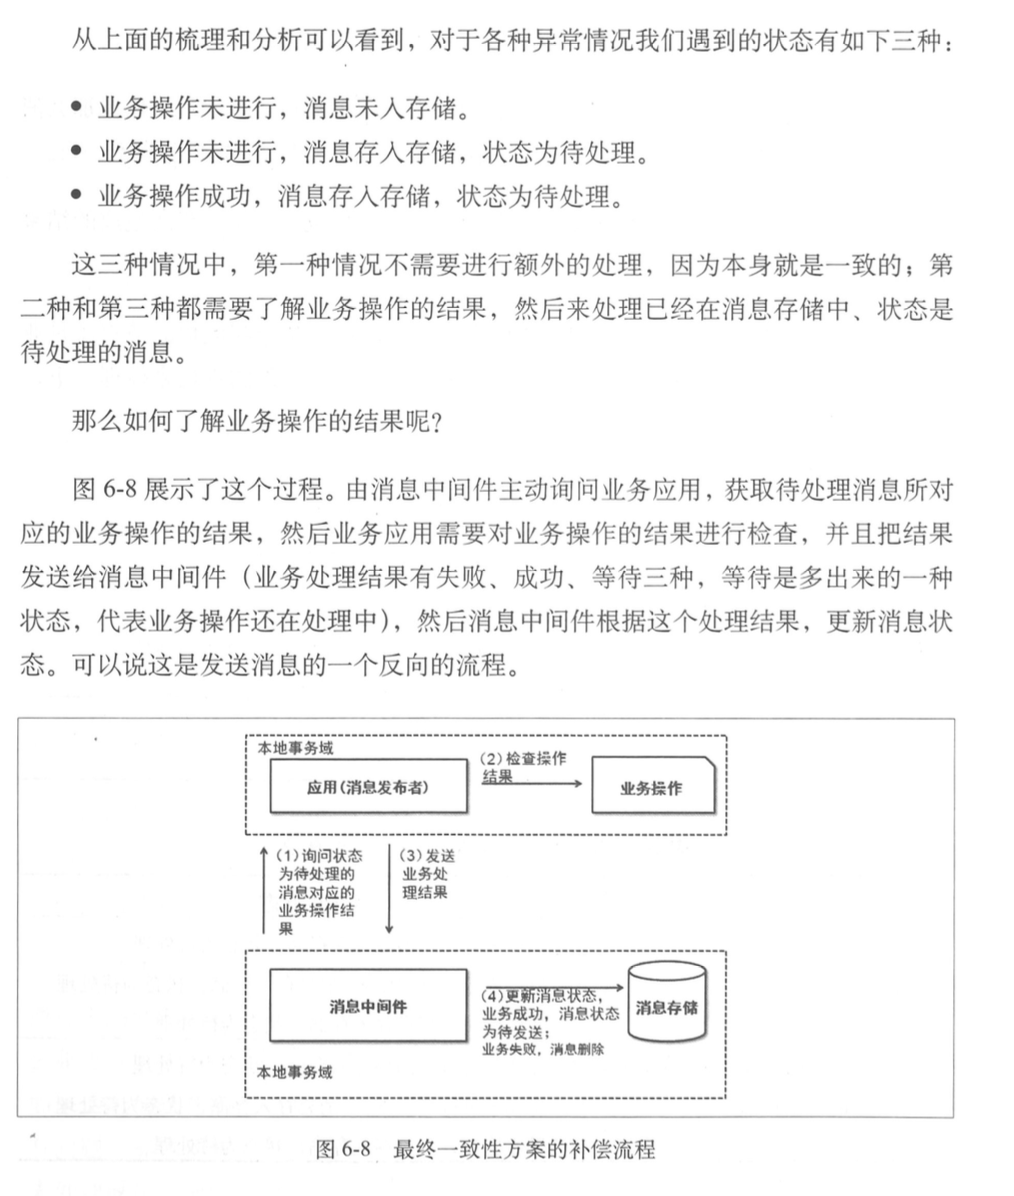 从上面的梳理和分析可以看到，对于各种异常情况我们遇到的状态有如下三种：
● 业务操作未进行，消息未入存储。
● 业务操作未进行，消息存入存储，状态为待处理。
● 业务操作成功，消息存入存储，状态为待处理。
这三种情况中，第一种情况不需要进行额外的处理，因为本身就是一致的；第
二种和第三种都需要了解业务操作的结果，然后来处理已经在消息存储中、状态是
待处理的消息。
那么如何了解业务操作的结果呢？
图 6-8 展示了这个过程。由消息中间件主动询问业务应用，获取待处理消息所对
应的业务操作的结果，然后业务应用需要对业务操作的结果进行检查，并且把结果
发送给消息中间件（业务处理结果有失败、成功、等待三种，等待是多出来的一种
状态，代表业务操作还在处理中），然后消息中间件根据这个处理结果，更新消息状
态。可以说这是发送消息的一个反向的流程。
本地事务域
应用(消息发布者)
(2)检查操作
结果
业务操作
(1)询问状态
为待处理的
消息对应的
业务操作结
果
(3)发送
业务处
理结果
消息中间件
(4)更新消息状态，
业务成功，消息状态
为待发送；
业务失败，消息删除
消息存储
本地事务域
图 6-8 最终一致性方案的补偿流程